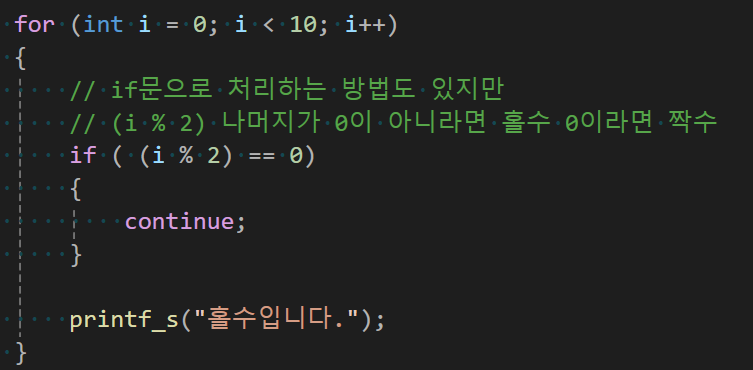 for (int i = 0; i < 10; i++)
{
// if문으로 처리하는 방법도 있지만
// (i % 2) 나머지가 0이 아니라면 홀수 0이라면 짝수
if ( (i % 2) == 0)
{
continue;
}
printf_s("홀수입니다.");
}